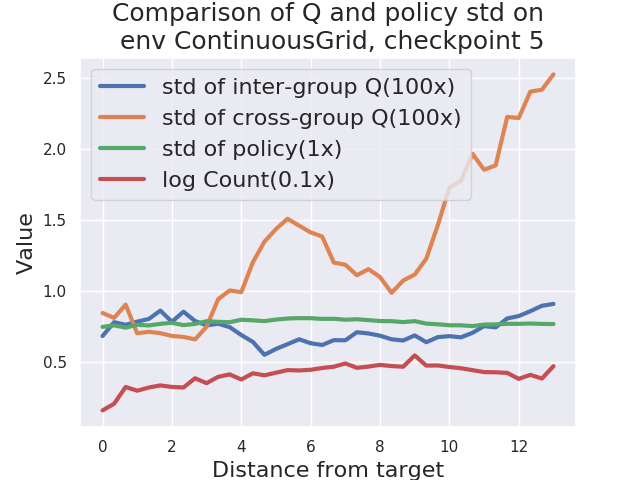 Comparison of Q and policy std on
env ContinuousGrid, checkpoint 5
std of inter-group Q(100x)
std of cross-group Q(100x)
std of policy(1x)
log Count(0.1x)
Value
2.5
2.0
1.5
1.0
0.5
0 2 4 6 8 10 12
Distance from target